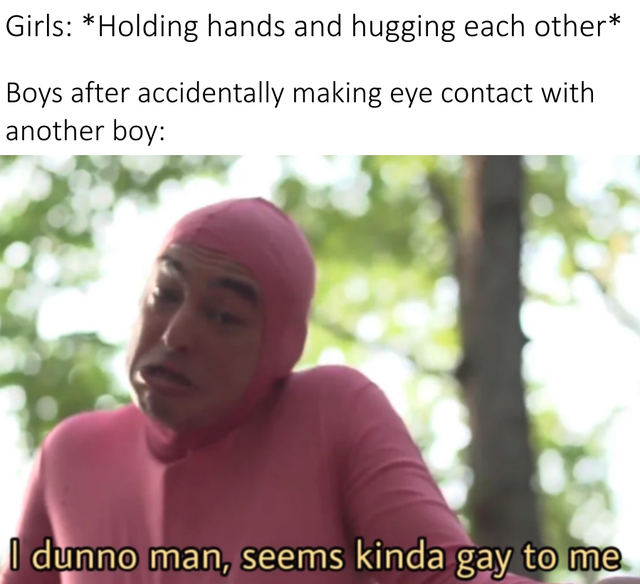 Girls: *Holding hands and hugging each other*
Boys after accidentally making eye contact with
another boy:
I dunno man, seems kinda gay to me